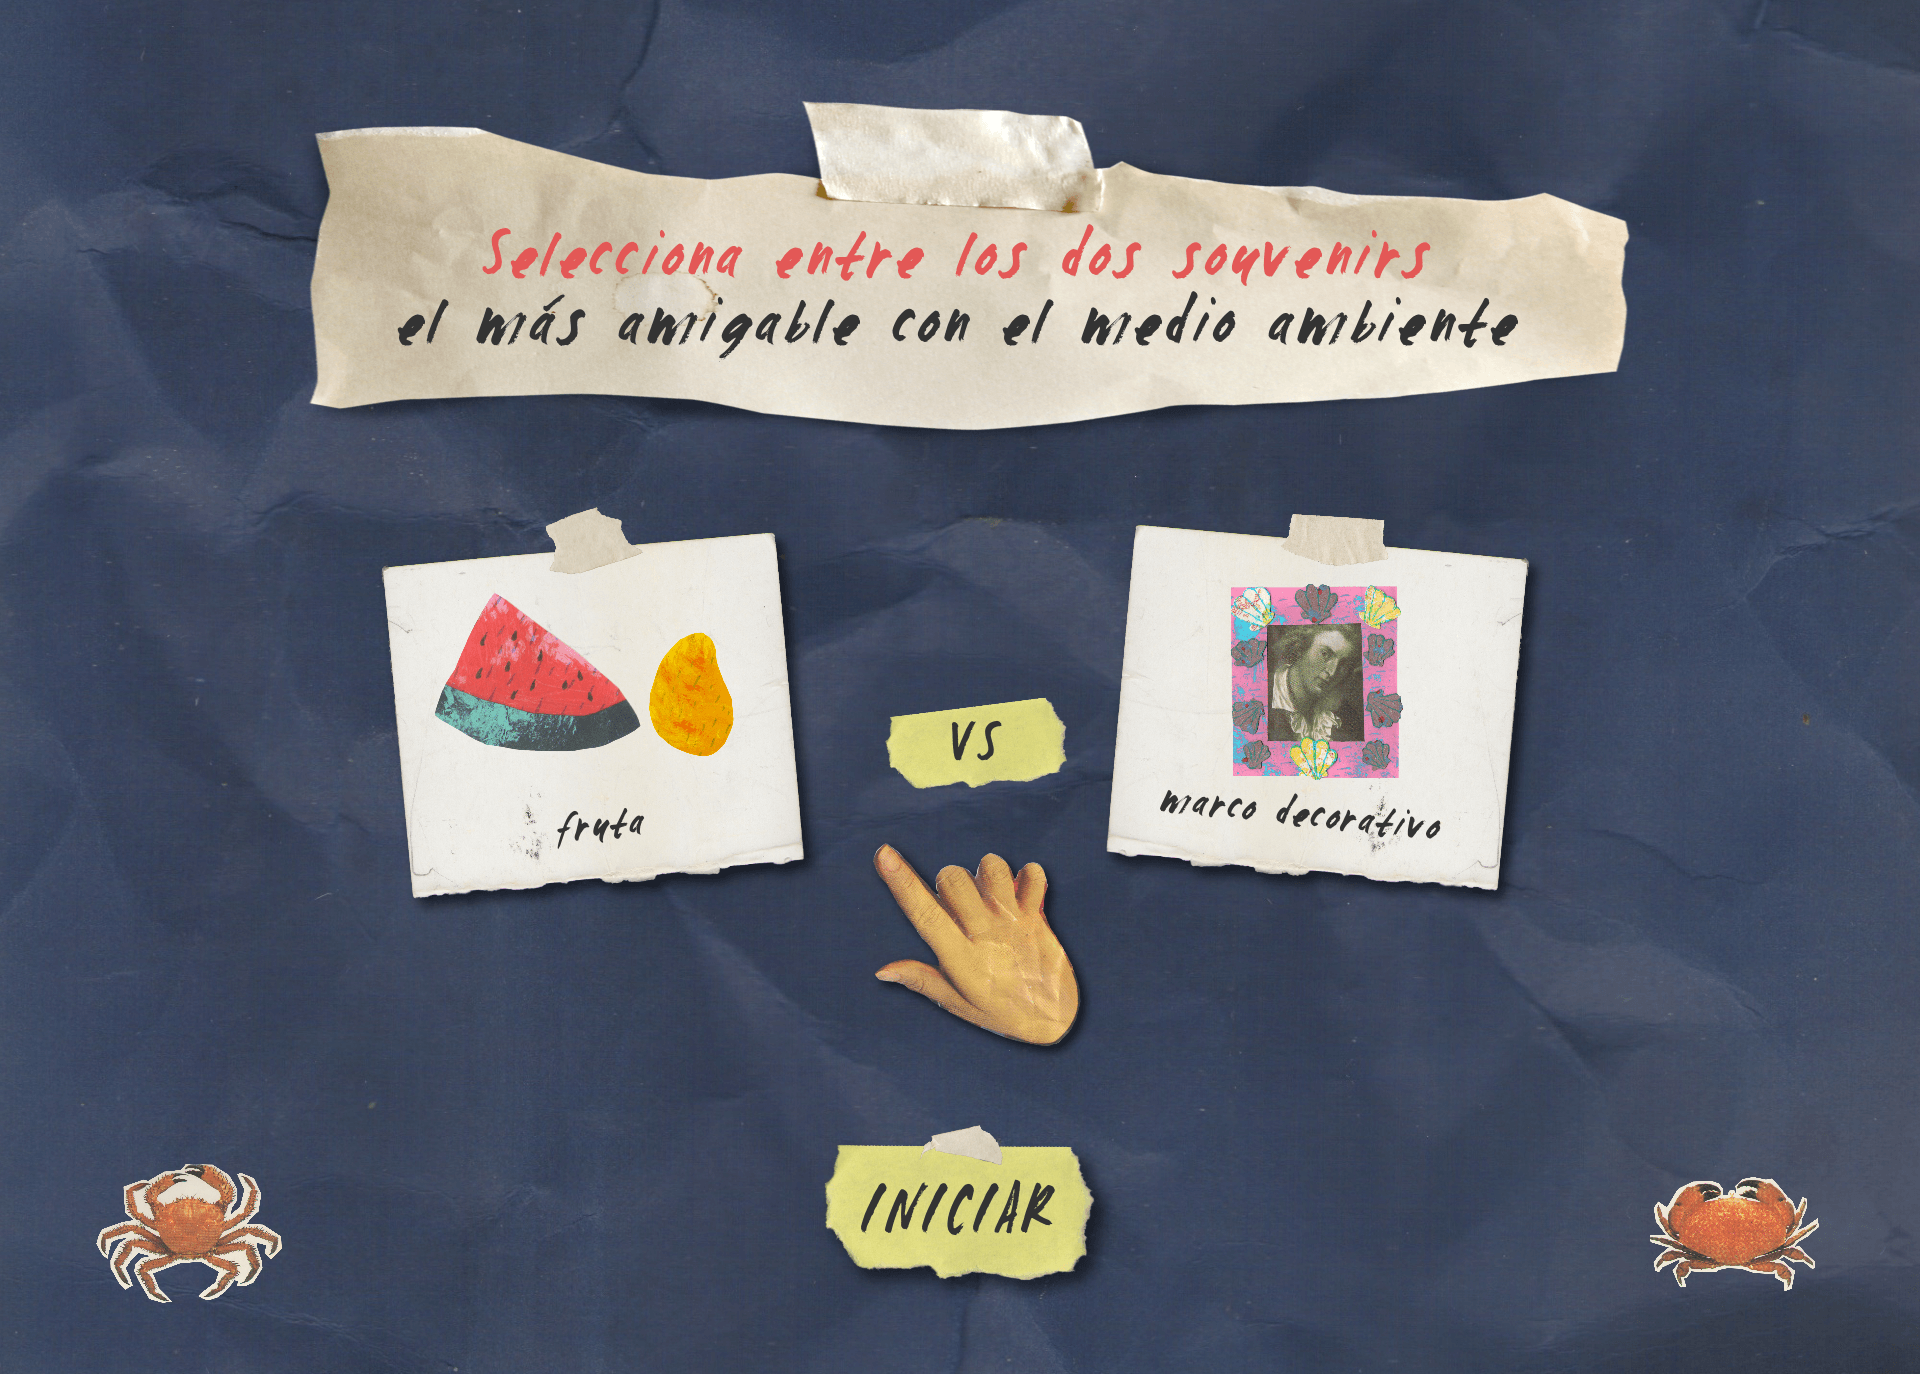 Selecciona entre los dos souvenirs
el más amigable con el medio ambiente
fruta
VS
marco decorativo
INICIAR